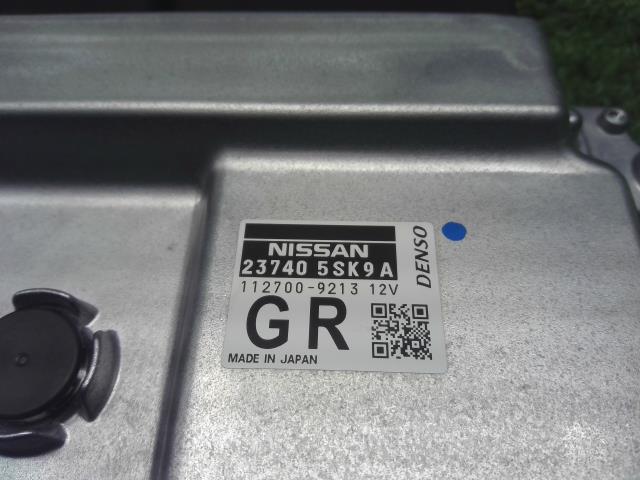 NISSAN
23740 5SK9A
112700-9213 12V
GR
MADE IN JAPAN
DENSO